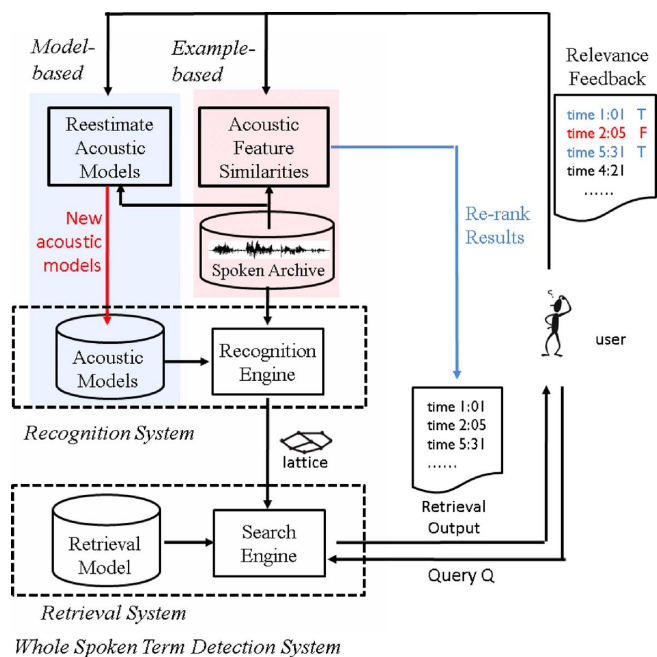 Model-
based
Example-
based
Relevance
Feedback
time 1:01 T
time 2:05 F
time 5:31 T
time 4:21
......
Reestimate
Acoustic
Models
Acoustic
Feature
Similarities
New
acoustic
models
Re-rank
Results
Spoken Archive
user
Acoustic
Models
Recognition
Engine
Recognition System
time 1:01
time 2:05
time 5:31
......
lattice
Retrieval
Output
Retrieval
Model
Search
Engine
Query Q
Retrieval System
Whole Spoken Term Detection System